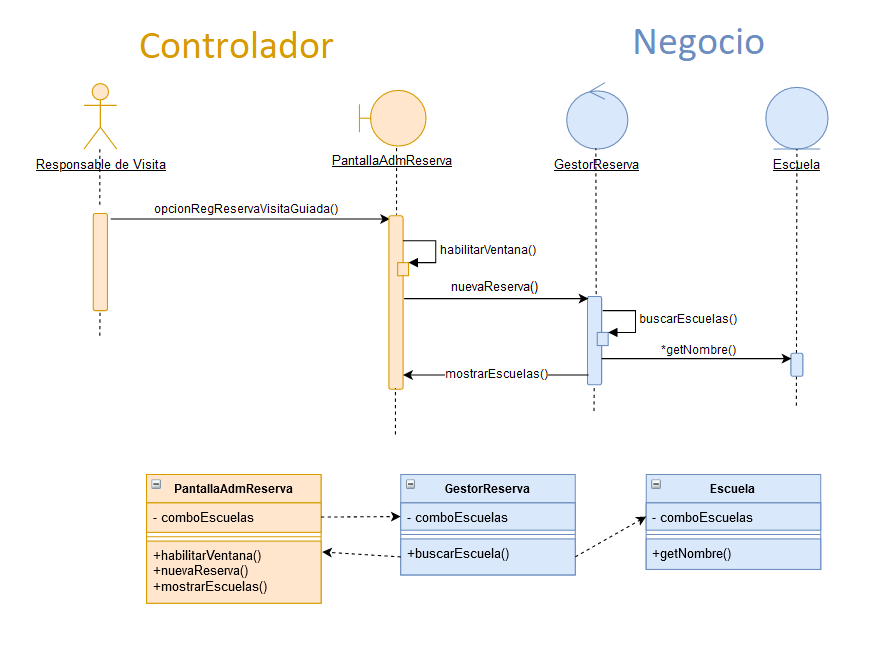 Controlador
Negocio
Responsable de Visita
PantallaAdmReserva
GestorReserva
Escuela
opcionRegReservaVisitaGuiada()
habilitarVentana()
nuevaReserva()
buscarEscuelas()
*getNombre()
mostrarEscuelas()
PantallaAdmReserva
- comboEscuelas
+habilitarVentana()
+nuevaReserva()
+mostrarEscuelas()
GestorReserva
- comboEscuelas
+buscarEscuela()
Escuela
- comboEscuelas
+getNombre()